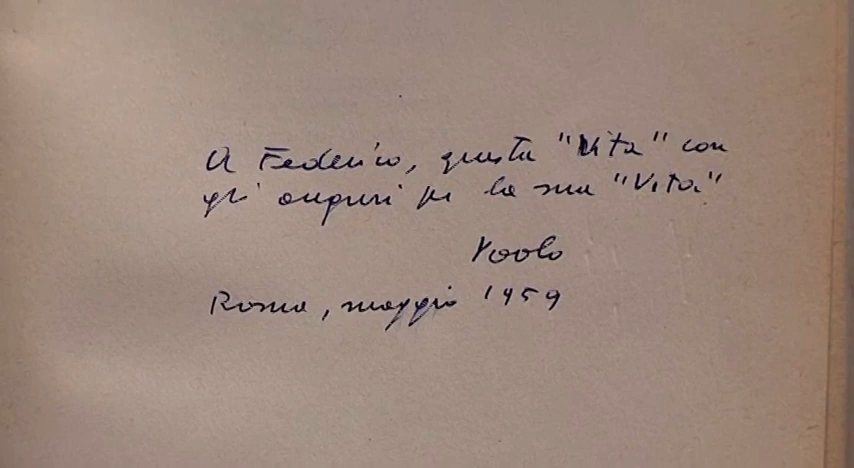 A Federico, questa "Vita" con
gli auguri per la sua "Vita"
Paolo
Roma, maggio 1959